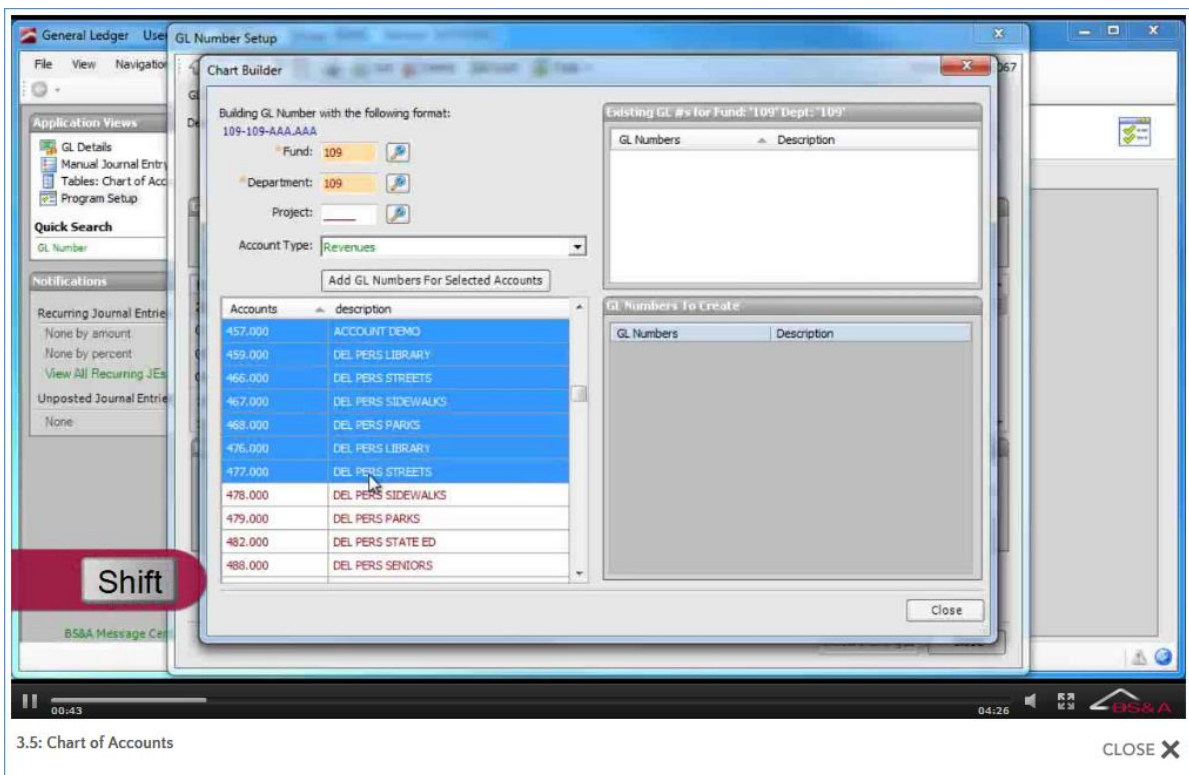 General Ledger User
GL Number Setup
File View Navigation
067
Chart Builder
Application Views
GL Details
Manual Journal Entry
Tables: Chart of Acc
Program Setup
Quick Search
GL Number
Notifications
Recurring Journal Entrie
None by amount
None by percent
View All Recurring JEs
Unposted Journal Entrie
None
BS&A Message Cen
Building GL Number with the following format:
109-109-AAA.AAA
*Fund: 109
*Department: 109
Project:
Account Type: Revenues
Add GL Numbers For Selected Accounts
Accounts description
457.000 ACCOUNT DEMO
459.000 DEL PERS LIBRARY
466.000 DEL PERS STREETS
467.000 DEL PERS SIDEWALKS
468.000 DEL PERS PARKS
476.000 DEL PERS LIBRARY
477.000 DEL PERS STREETS
478.000 DEL PERS SIDEWALKS
479.000 DEL PERS PARKS
482.000 DEL PERS STATE ED
488.000 DEL PERS SENIORS
Existing GL #s for Fund: '109' Dept: '109'
GL Numbers Description
GL Numbers To Create
GL Numbers Description
Close
Shift
00:43
04:26
BS&A
3.5: Chart of Accounts
CLOSE X